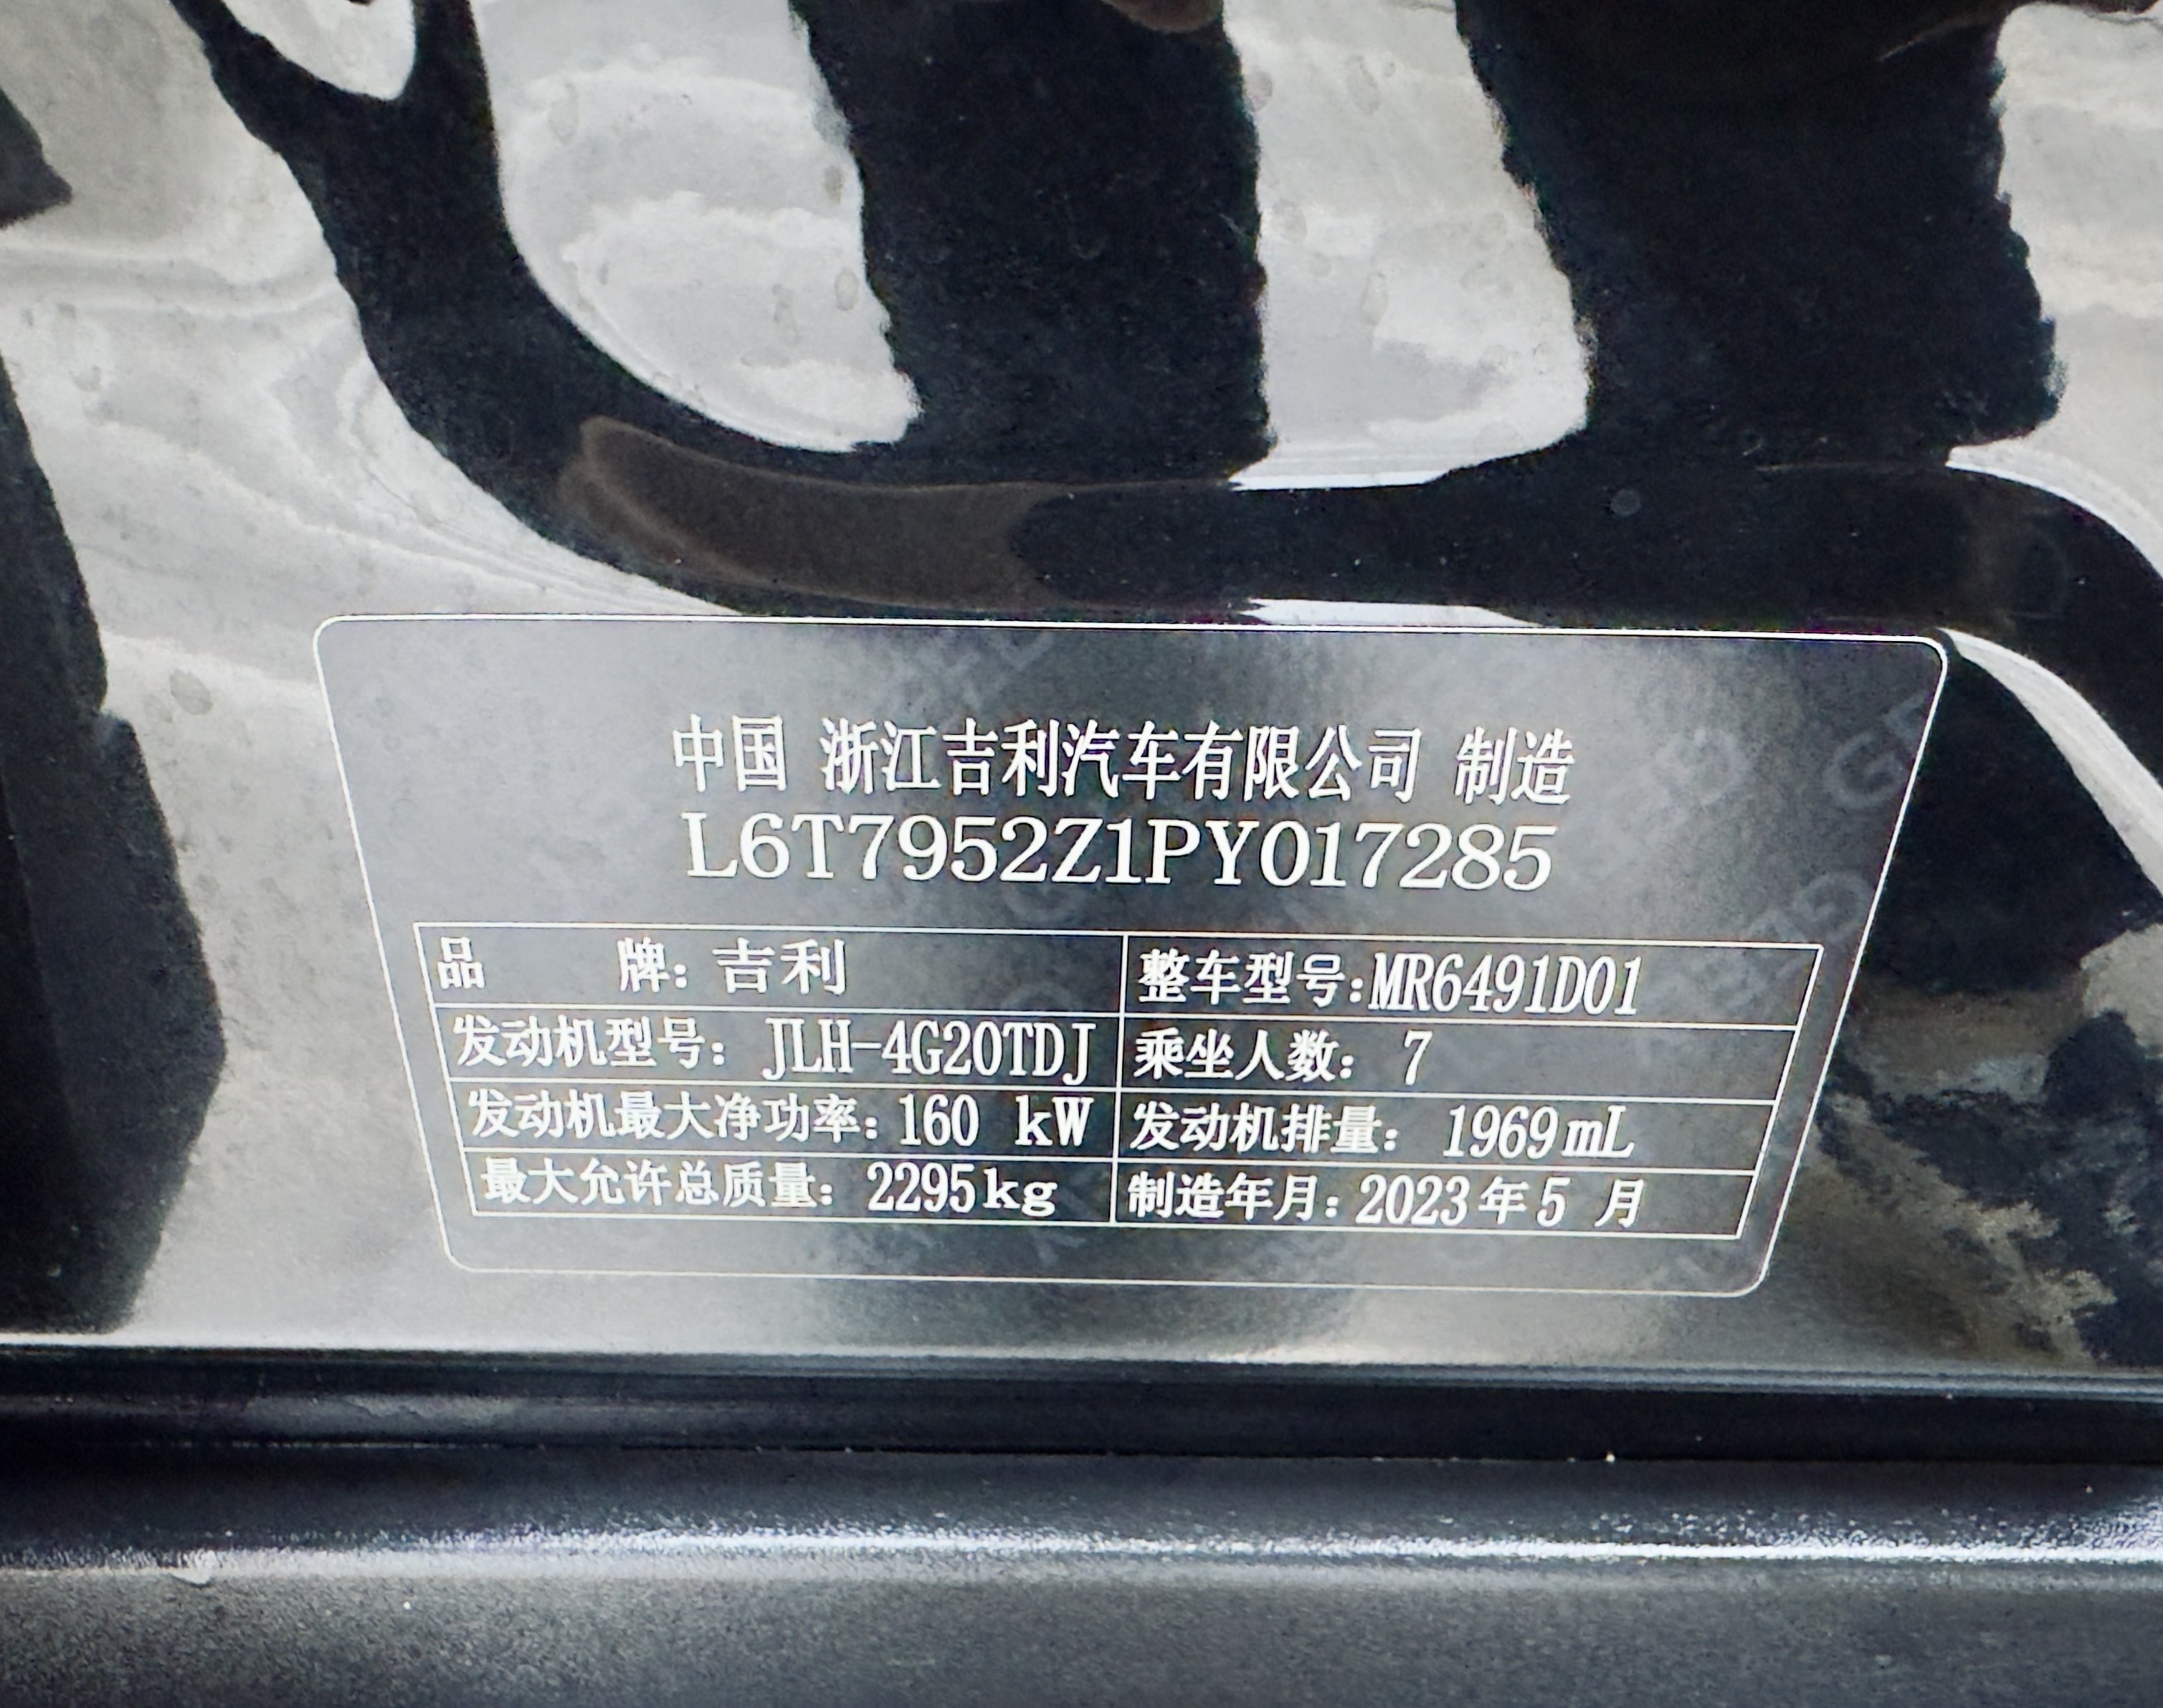 中国 浙江吉利汽车有限公司 制造
L6T7952Z1PY017285
品 牌: 吉利 整车型号:MR6491D01
发动机型号: JLH-4G20TDJ 乘坐人数: 7
发动机最大净功率: 160 kW 发动机排量: 1969mL
最大允许总质量: 2295kg 制造年月: 2023年5 月